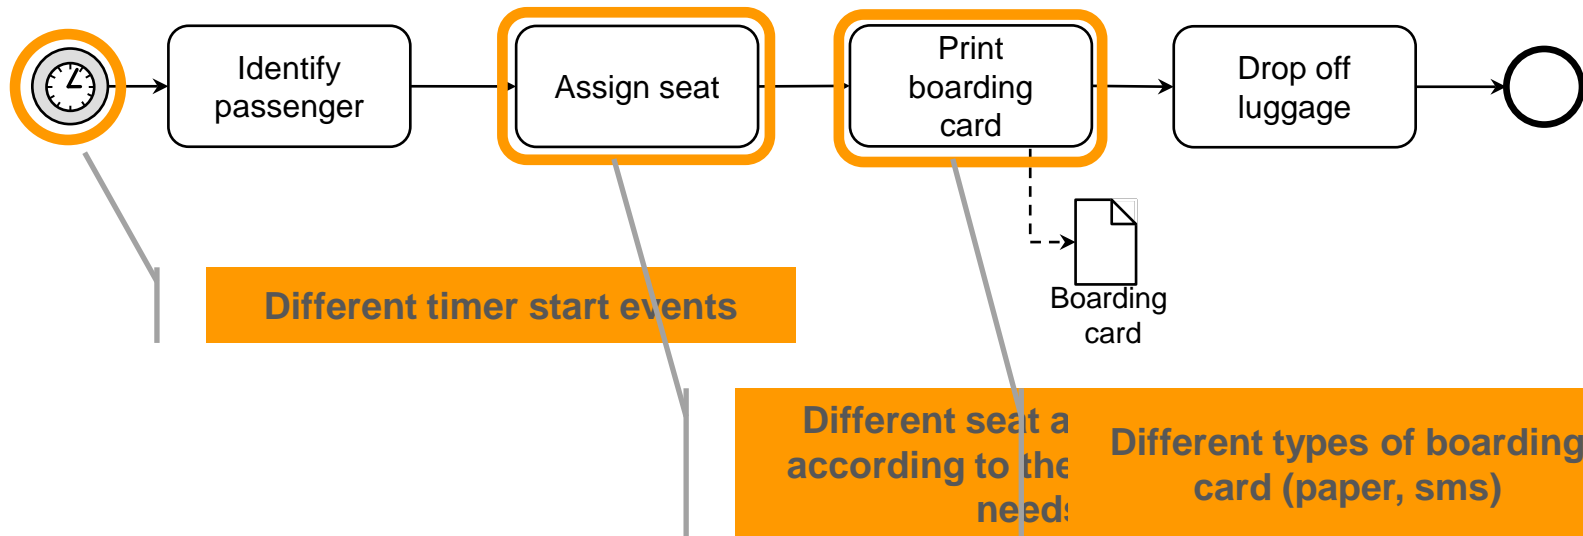 Identify
passenger
Assign seat
Print
boarding
card
Drop off
luggage
Boarding
card
Different timer start events
Different seat a
according to the
needs
Different types of boarding
card (paper, sms)